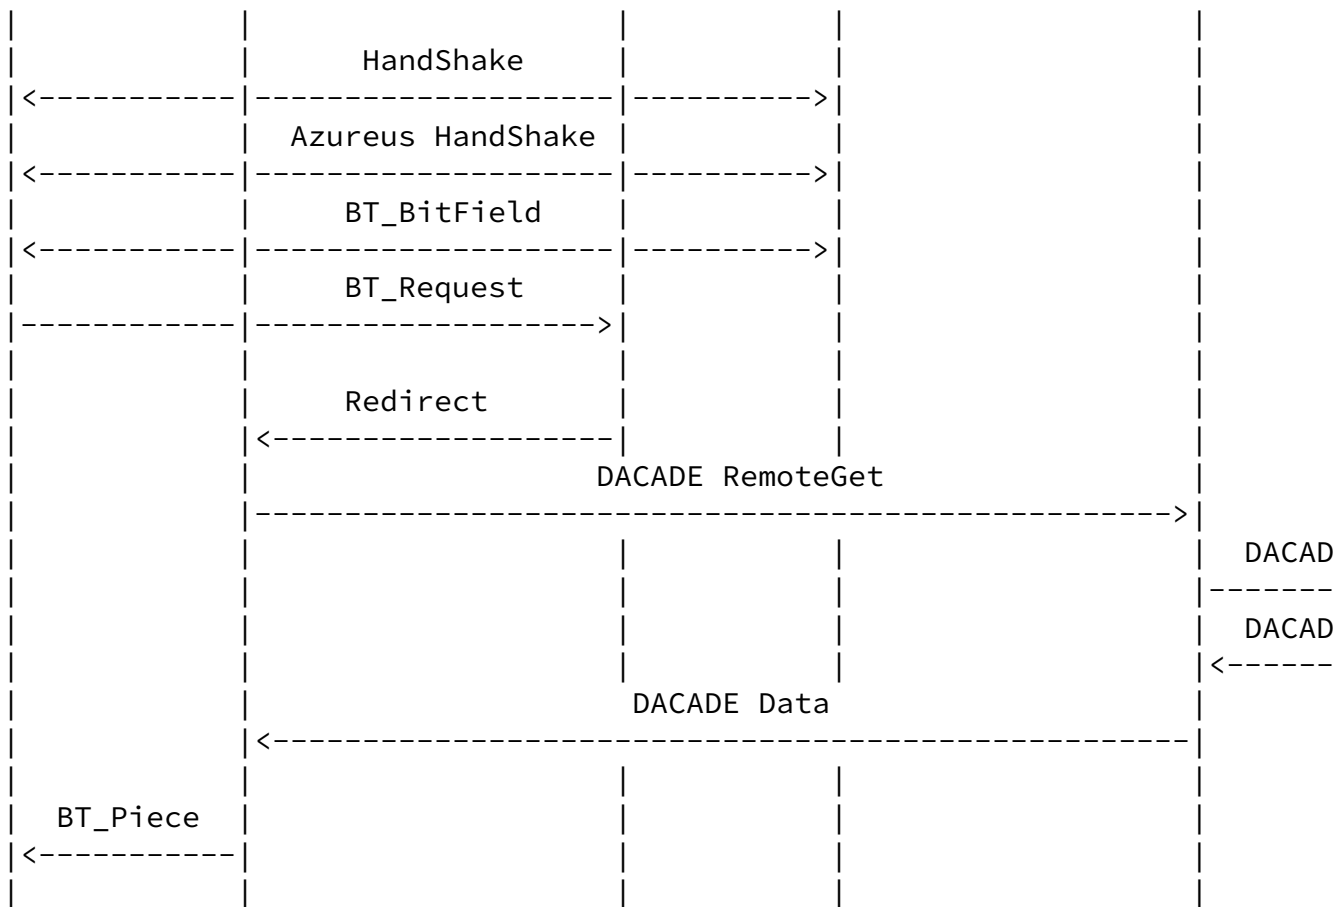 HandShake
Azureus HandShake
BT_BitField
BT_Request
Redirect
DACADE RemoteGet
DACAD
DACAD
DACADE Data
BT_Piece